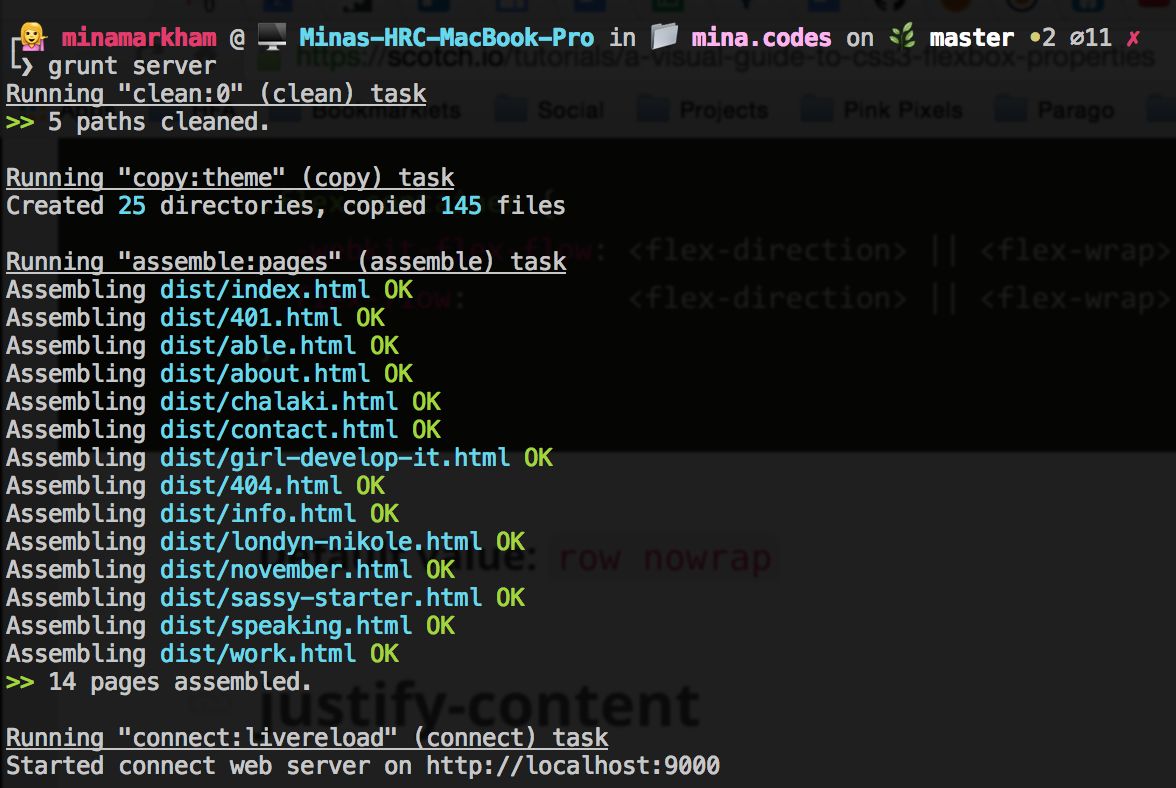 minamarkham @ Minas-HRC-MacBook-Pro in mina.codes on master •2 ⌀11 ✗
❯ grunt server
https://scotch.io/tutorials/a-visual-guide-to-css3-flexbox-properties
Running "clean:0" (clean) task
Bookmarklets Social Projects Pink Pixels Parago
>> 5 paths cleaned.
Running "copy:theme" (copy) task
Created 25 directories, copied 145 files
-webkit-flex-flow: <flex-direction> || <flex-wrap>
Running "assemble:pages" (assemble) task
Assembling dist/index.html OK
<flex-direction> || <flex-wrap>
Assembling dist/401.html OK
Assembling dist/able.html OK
Assembling dist/about.html OK
Assembling dist/chalaki.html OK
Assembling dist/contact.html OK
Assembling dist/girl-develop-it.html OK
Assembling dist/404.html OK
Assembling dist/info.html OK
Assembling dist/londyn-nikole.html OK
Default value: row nowrap
Assembling dist/november.html OK
Assembling dist/sassy-starter.html OK
Assembling dist/speaking.html OK
Assembling dist/work.html OK
>> 14 pages assembled.
justify-content
Running "connect:livereload" (connect) task
Started connect web server on http://localhost:9000